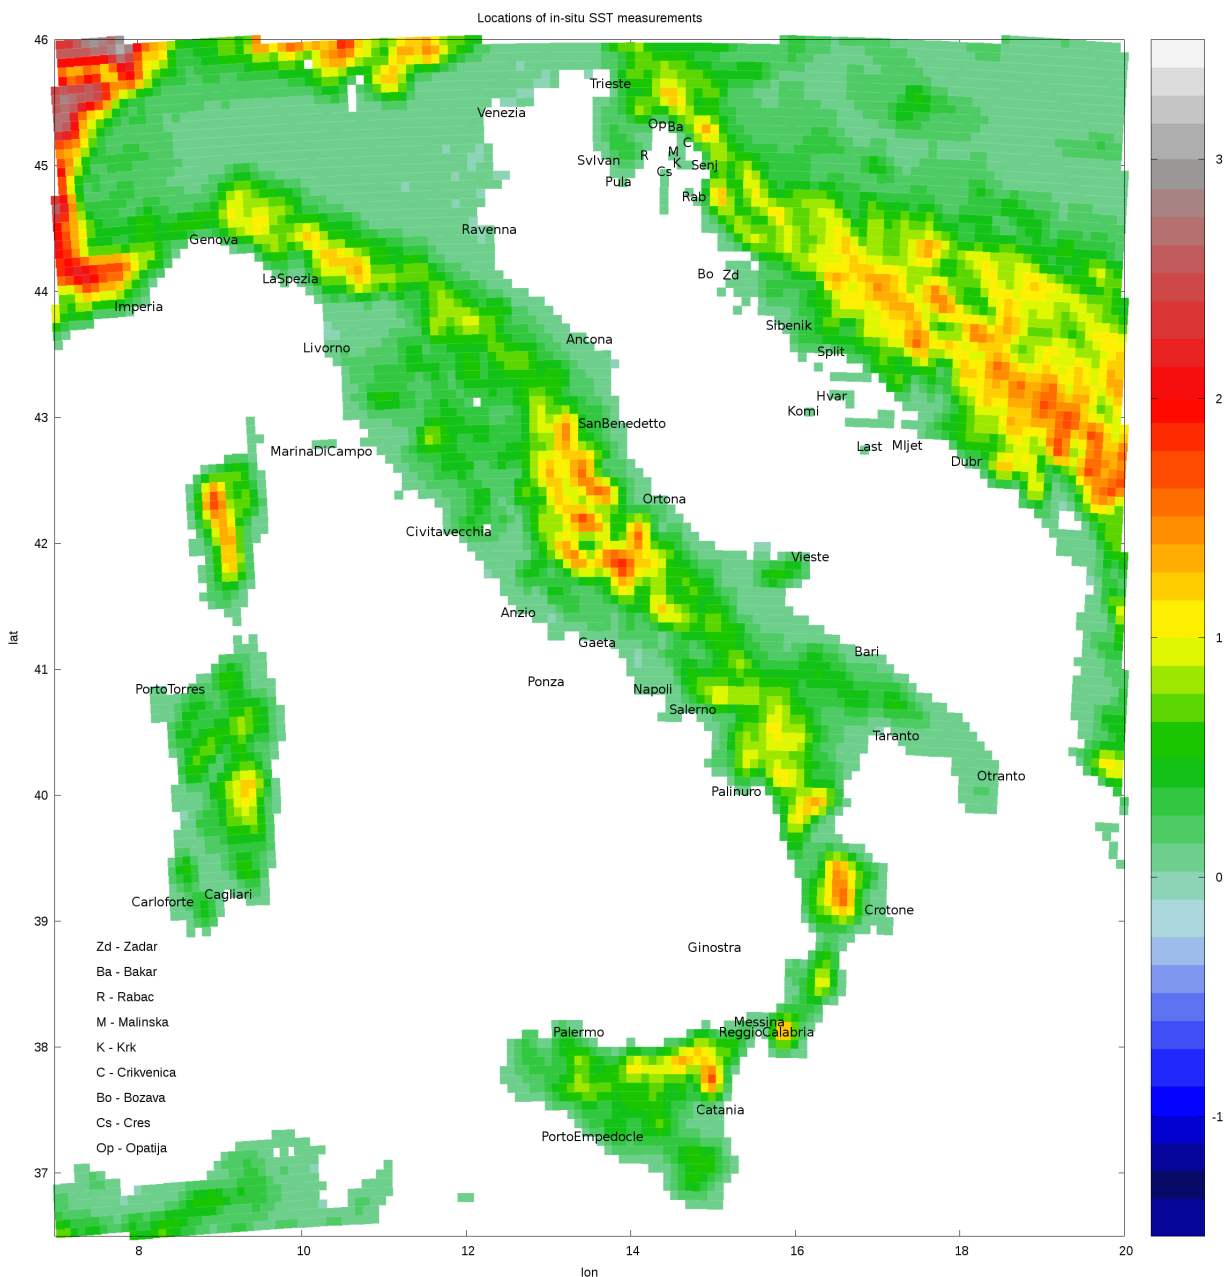 Locations of in-situ SST measurements
46
45
44
43
42
41
40
39
38
37
lat
8
10
12
14
16
18
20
lon
3
2
1
0
-1
Trieste
Venezia
Op
Ba
C
M
R
K
Svlvan
Senj
Cs
Pula
Rab
Ravenna
Genova
Bo
Zd
LaSpezia
Imperia
Sibenik
Ancona
Livorno
Split
Hvar
Komi
SanBenedetto
MarinaDiCampo
Last
Mljet
Dubr
Ortona
Civitavecchia
Vieste
Anzio
Gaeta
Bari
Ponza
PortoTorres
Napoli
Salerno
Taranto
Otranto
Palinuro
Cagliari
Carloforte
Crotone
Ginostra
Messina
Palermo
ReggioCalabria
Catania
PortoEmpedocle
Zd - Zadar
Ba - Bakar
R - Rabac
M - Malinska
K - Krk
C - Crikvenica
Bo - Bozava
Cs - Cres
Op - Opatija